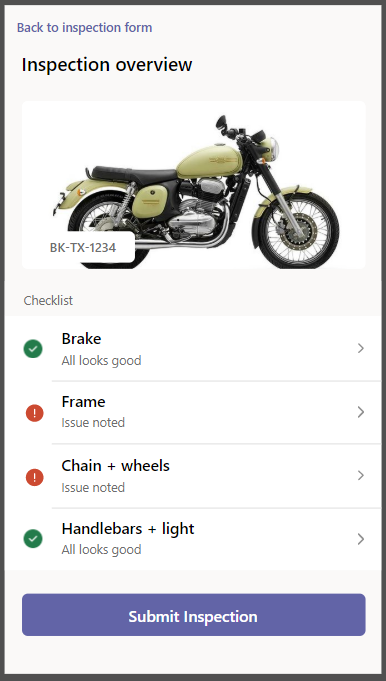 Back to inspection form
Inspection overview
BK-TX-1234
Checklist
Brake
All looks good
Frame
Issue noted
Chain + wheels
Issue noted
Handlebars + light
All looks good
Submit Inspection